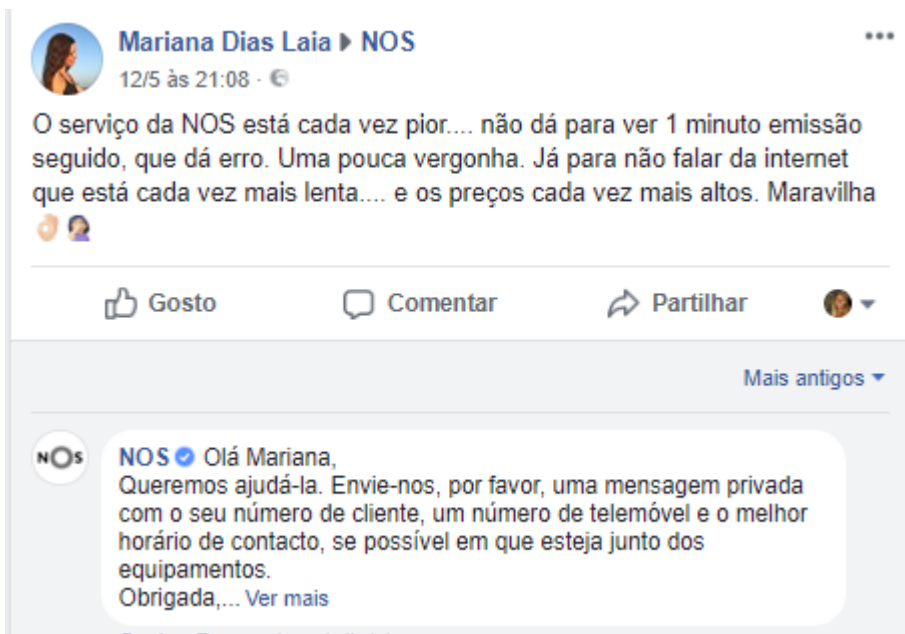 Mariana Dias Laia ▸ NOS
12/5 às 21:08 ·
O serviço da NOS está cada vez pior.... não dá para ver 1 minuto emissão
seguido, que dá erro. Uma pouca vergonha. Já para não falar da internet
que está cada vez mais lenta.... e os preços cada vez mais altos. Maravilha
👌🏻 🤦🏻‍♀️
Gosto Comentar Partilhar
Mais antigos
NOS
NOS Olá Mariana,
Queremos ajudá-la. Envie-nos, por favor, uma mensagem privada
com o seu número de cliente, um número de telemóvel e o melhor
horário de contacto, se possível em que esteja junto dos
equipamentos.
Obrigada,... Ver mais